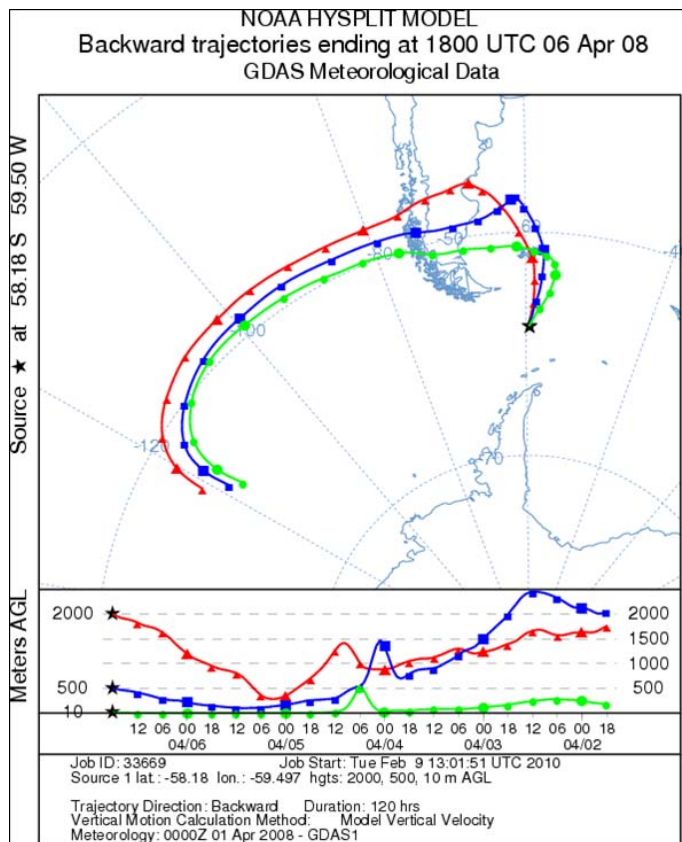 NOAA HYSPLIT MODEL
Backward trajectories ending at 1800 UTC 06 Apr 08
GDAS Meteorological Data
Source ★ at 58.18 S 59.50 W
-40
-50
-60
-80
-100
-120
-70
Meters AGL
2000
500
10
2000
1500
1000
500
12 06 00 18 12 06 00 18 12 06 00 18 12 06 00 18 12 06 00 18
04/06 04/05 04/04 04/03 04/02
Job ID: 33669 Job Start: Tue Feb 9 13:01:51 UTC 2010
Source 1 lat.: -58.18 lon.: -59.497 hgts: 2000, 500, 10 m AGL
Trajectory Direction: Backward Duration: 120 hrs
Vertical Motion Calculation Method: Model Vertical Velocity
Meteorology: 0000Z 01 Apr 2008 - GDAS1